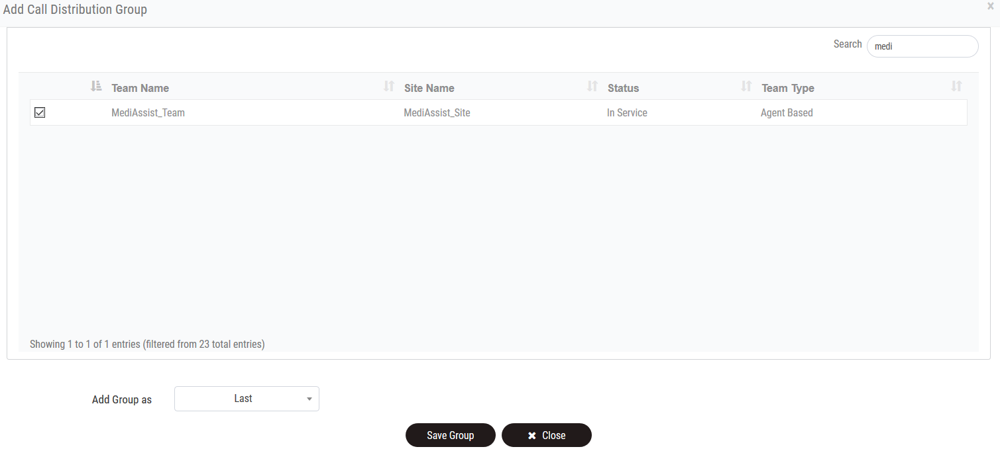 Add Call Distribution Group
×
Search medi
Team Name Site Name Status Team Type
MediAssist_Team MediAssist_Site In Service Agent Based
Showing 1 to 1 of 1 entries (filtered from 23 total entries)
Add Group as Last
Save Group ✖ Close